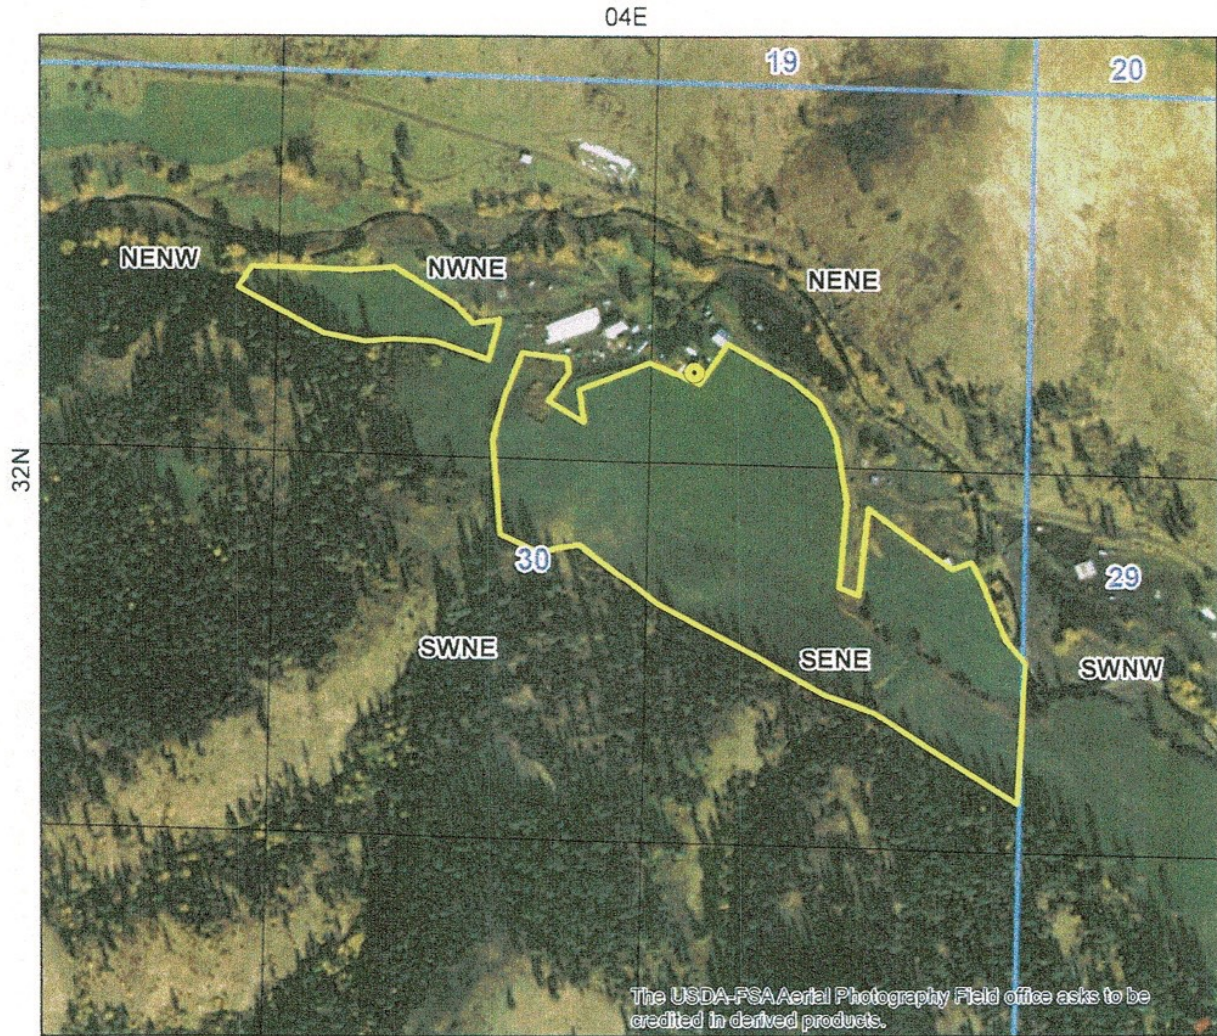 04E
19
20
NENW
NWNE
NENE
32N
30
29
SWNE
SENE
SWNW
The USDA-FSA Aerial Photography Field office asks to be
credited in derived products.